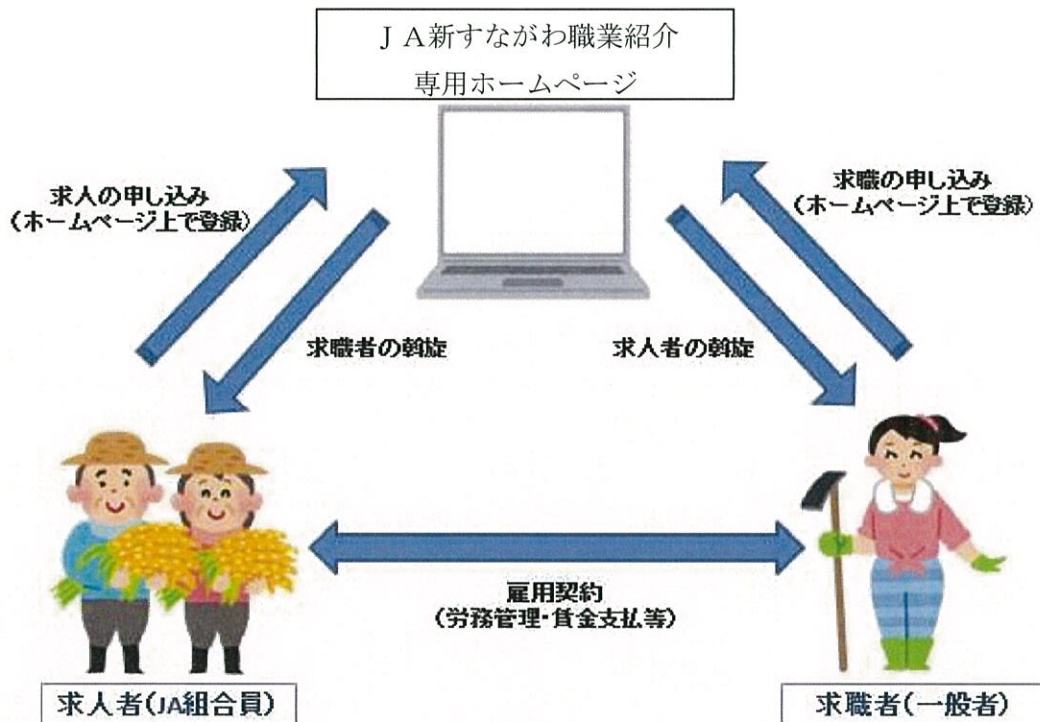 ＪＡ新すながわ職業紹介
専用ホームページ
求人の申し込み
(ホームページ上で登録)
求職の申し込み
(ホームページ上で登録)
求職者の斡旋
求人者の斡旋
雇用契約
(労務管理・賃金支払等)
求人者(JA組合員)
求職者(一般者)